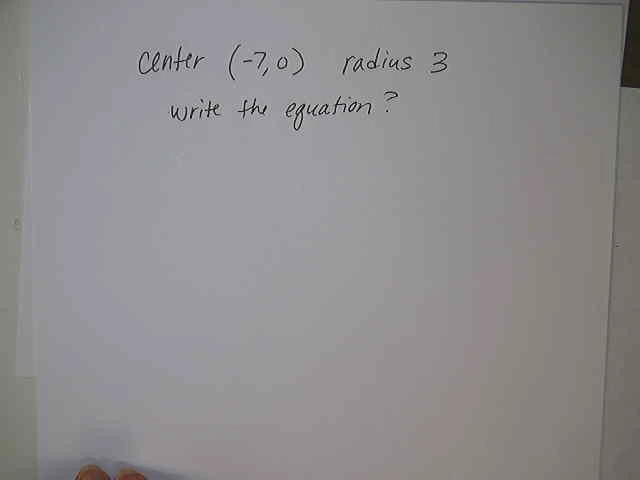 center (-7,0) radius 3
write the equation?